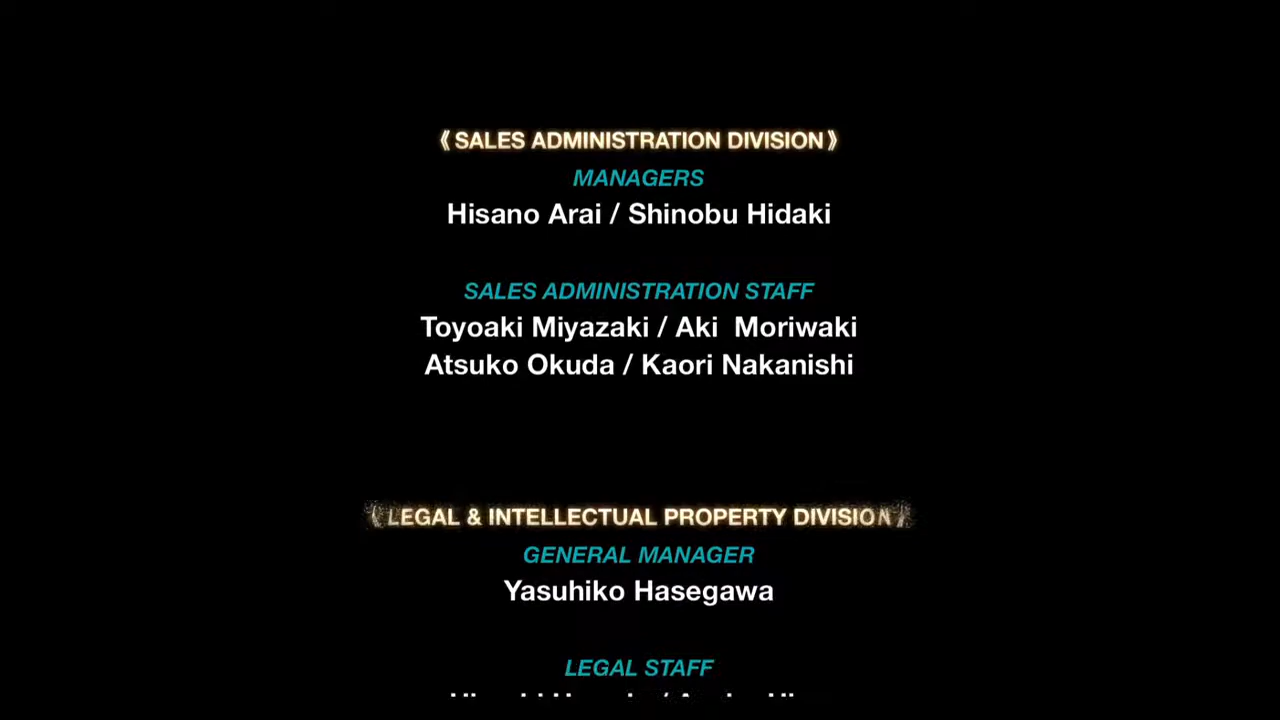 《SALES ADMINISTRATION DIVISION》
MANAGERS
Hisano Arai / Shinobu Hidaki
SALES ADMINISTRATION STAFF
Toyoaki Miyazaki / Aki  Moriwaki
Atsuko Okuda / Kaori Nakanishi
《LEGAL & INTELLECTUAL PROPERTY DIVISION》
GENERAL MANAGER
Yasuhiko Hasegawa
LEGAL STAFF